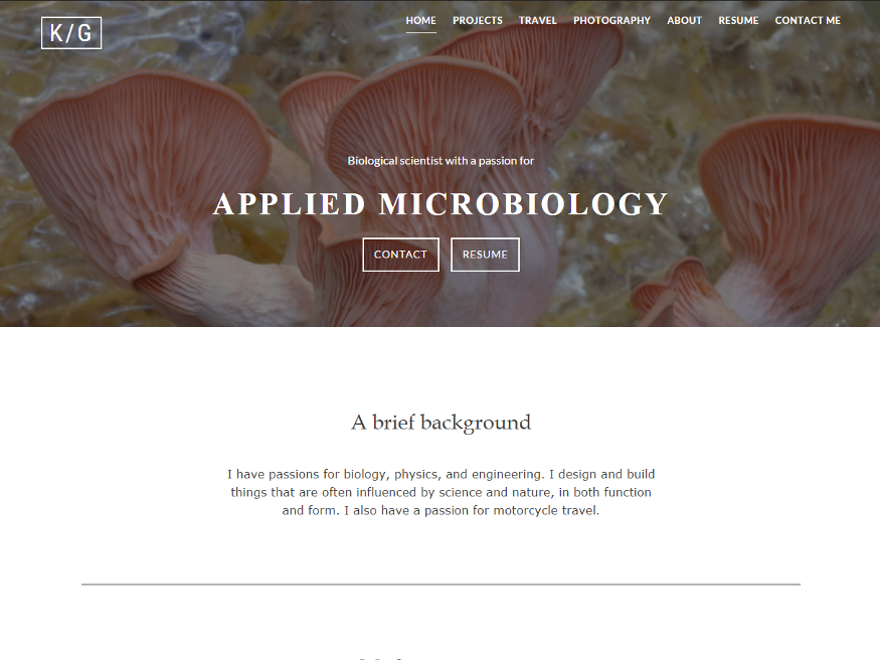 K/G
HOME PROJECTS TRAVEL PHOTOGRAPHY ABOUT RESUME CONTACT ME
Biological scientist with a passion for
APPLIED MICROBIOLOGY
CONTACT RESUME
A brief background
I have passions for biology, physics, and engineering. I design and build
things that are often influenced by science and nature, in both function
and form. I also have a passion for motorcycle travel.